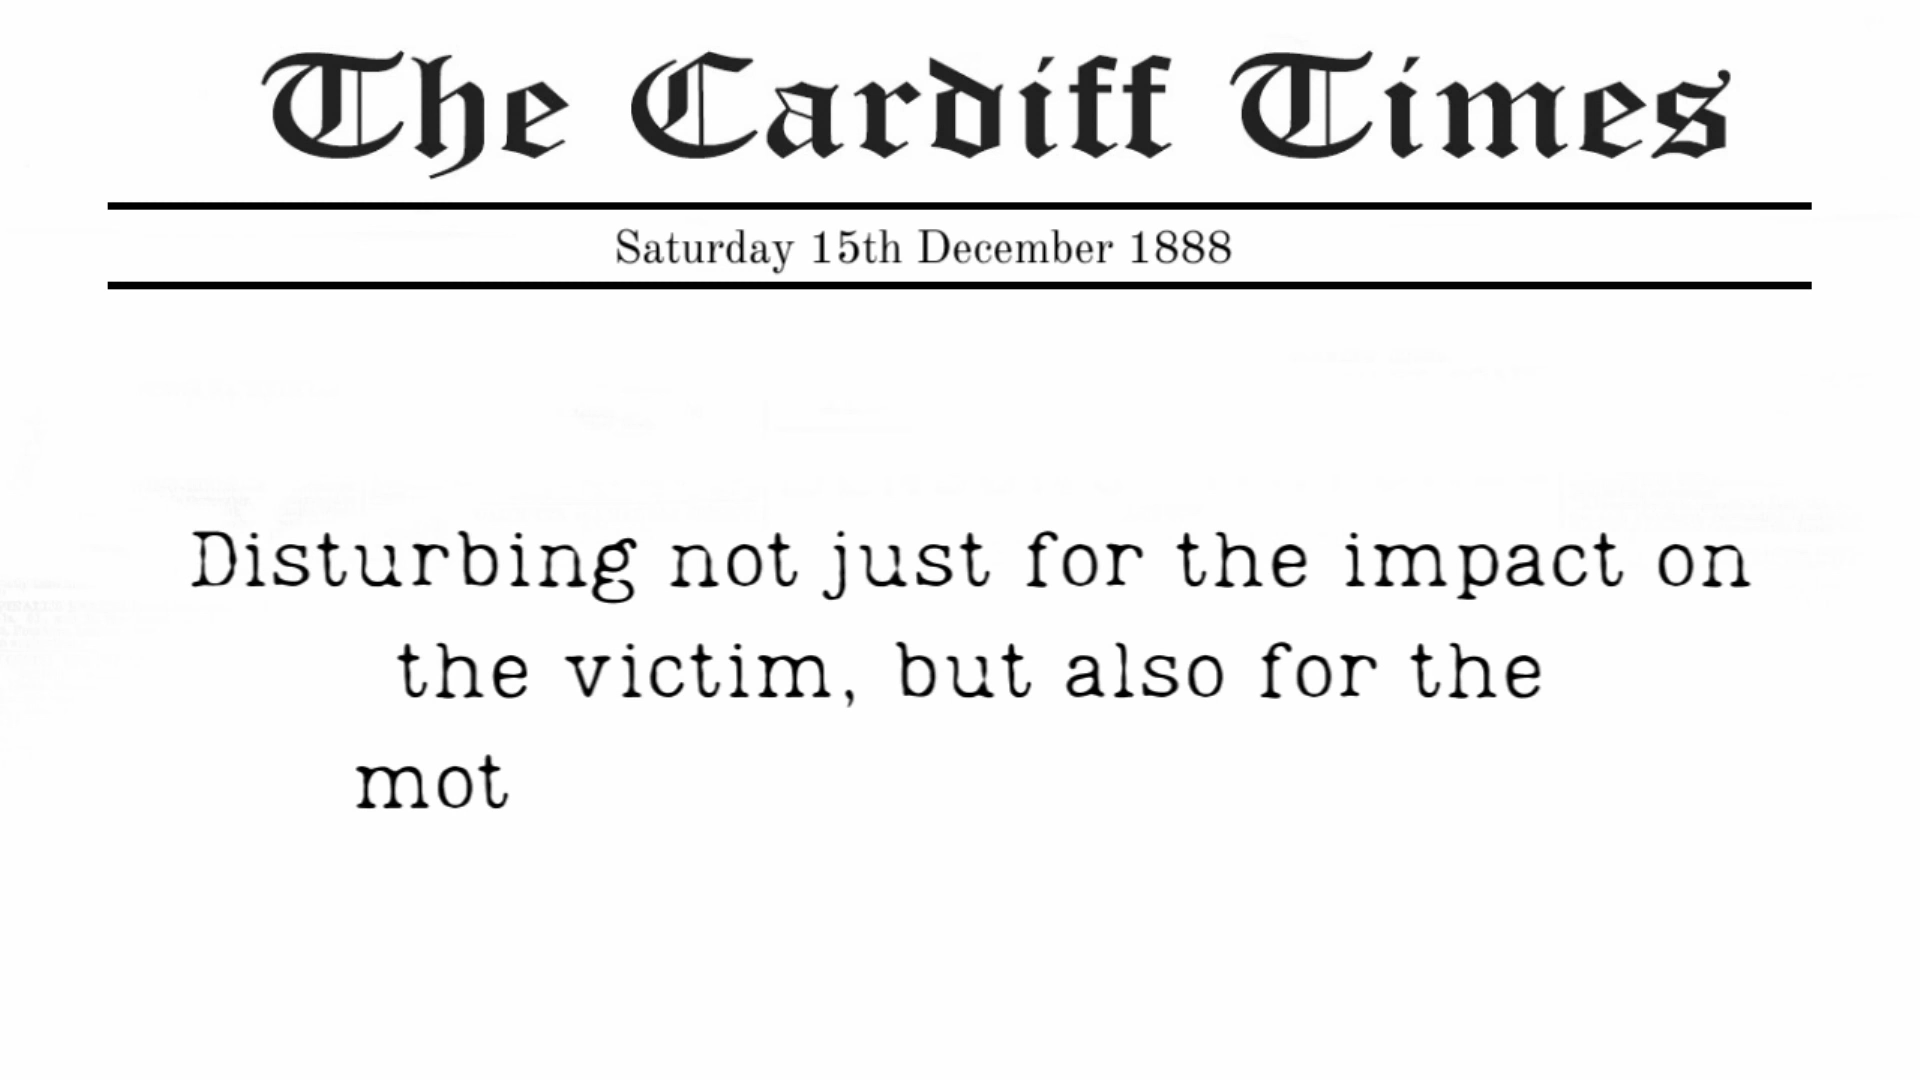 The Cardiff Times
Saturday 15th December 1888
Disturbing not just for the impact on
the victim, but also for the
mot